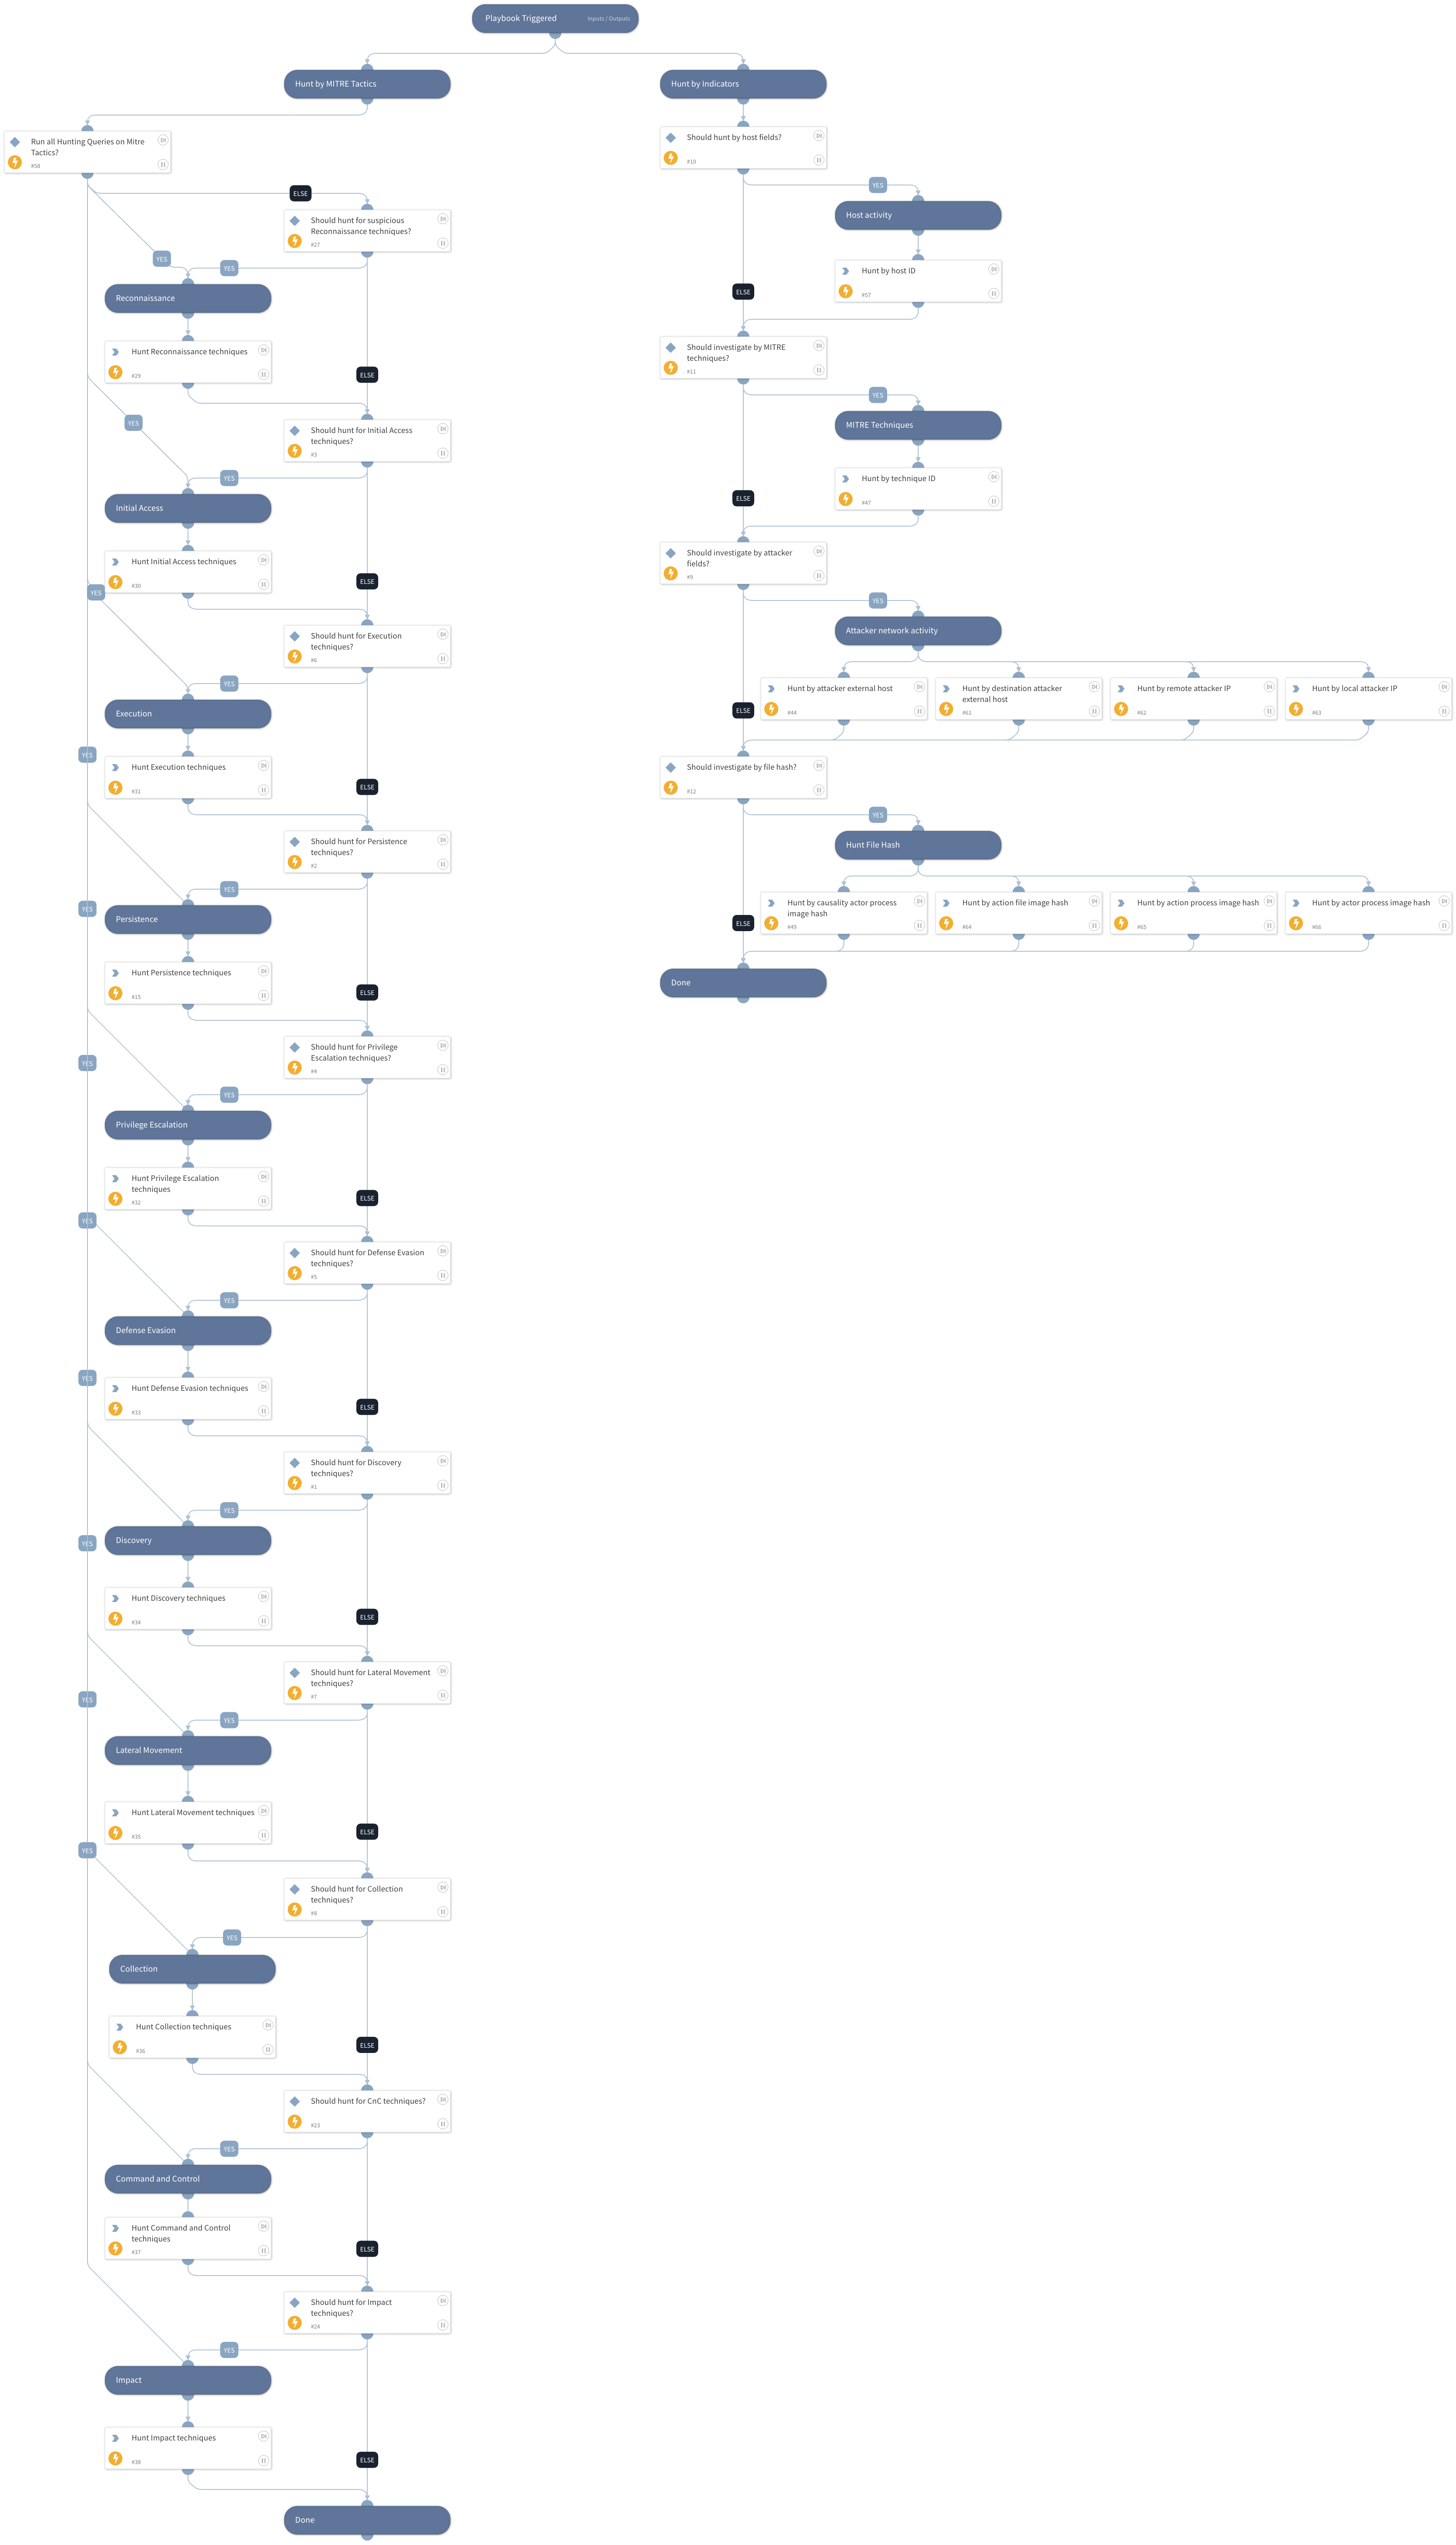 Playbook Triggered
Inputs / Outputs
Hunt by MITRE Tactics
Run all Hunting Queries on Mitre
Tactics?
#58
ELSE
Should hunt for suspicious
Reconnaissance techniques?
#27
YES
YES
Reconnaissance
Hunt Reconnaissance techniques
#29
ELSE
YES
Should hunt for Initial Access
techniques?
#3
YES
Initial Access
Hunt Initial Access techniques
#30
ELSE
YES
Should hunt for Execution
techniques?
#6
YES
Execution
YES
Hunt Execution techniques
#31
ELSE
Should hunt for Persistence
techniques?
#2
YES
YES
Persistence
Hunt Persistence techniques
#15
ELSE
Should hunt for Privilege
Escalation techniques?
#4
YES
YES
Privilege Escalation
Hunt Privilege Escalation
techniques
#32
ELSE
YES
Should hunt for Defense Evasion
techniques?
#5
YES
Defense Evasion
YES
Hunt Defense Evasion techniques
#33
ELSE
Should hunt for Discovery
techniques?
#1
YES
Discovery
YES
Hunt Discovery techniques
#34
ELSE
Should hunt for Lateral Movement
techniques?
#7
YES
YES
Lateral Movement
Hunt Lateral Movement techniques
#35
ELSE
YES
Should hunt for Collection
techniques?
#8
YES
Collection
Hunt Collection techniques
#36
ELSE
Should hunt for CnC techniques?
#23
YES
Command and Control
Hunt Command and Control
techniques
#37
ELSE
Should hunt for Impact
techniques?
#24
YES
Impact
Hunt Impact techniques
#38
ELSE
Done
Hunt by Indicators
Should hunt by host fields?
#10
YES
Host activity
Hunt by host ID
#57
ELSE
Should investigate by MITRE
techniques?
#11
YES
MITRE Techniques
Hunt by technique ID
#47
ELSE
Should investigate by attacker
fields?
#9
YES
Attacker network activity
Hunt by attacker external host
#44
Hunt by destination attacker
external host
#61
Hunt by remote attacker IP
#62
Hunt by local attacker IP
#63
ELSE
Should investigate by file hash?
#12
YES
Hunt File Hash
Hunt by causality actor process
image hash
#49
Hunt by action file image hash
#64
Hunt by action process image hash
#65
Hunt by actor process image hash
#66
ELSE
Done